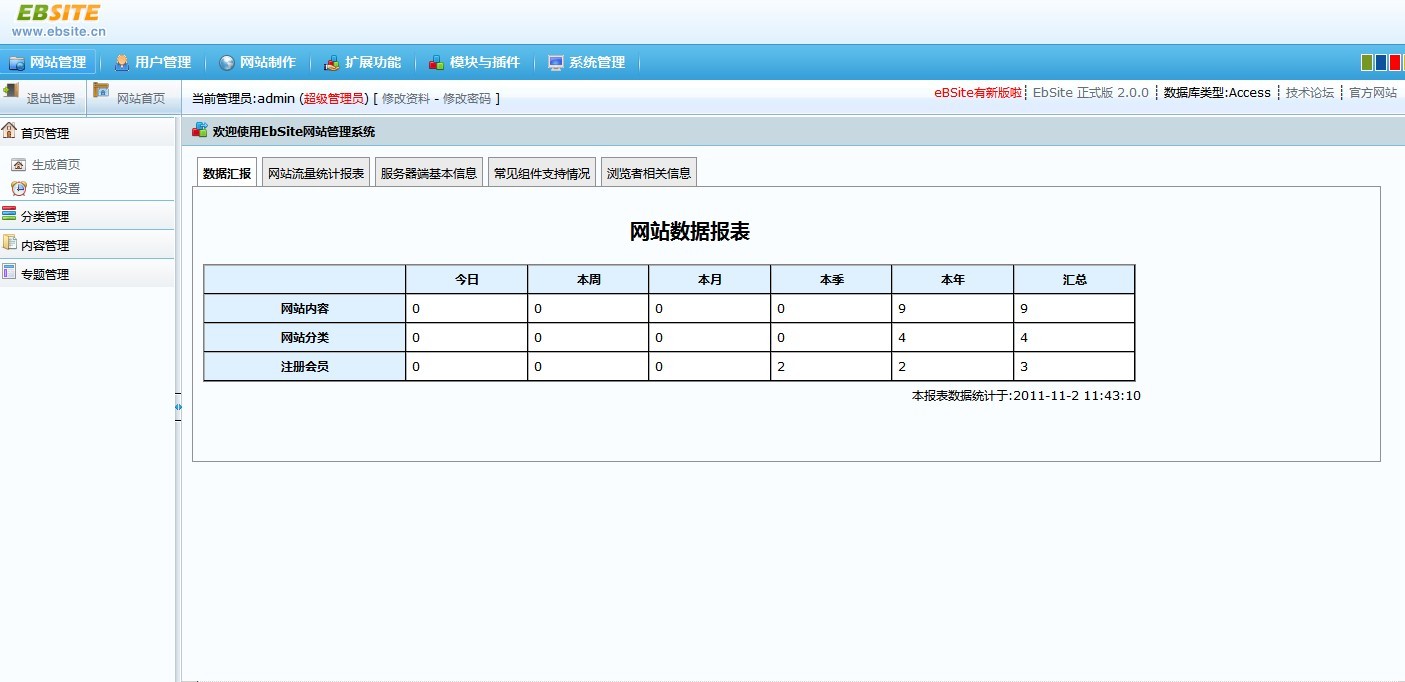 EBSITE
www.ebsite.cn
网站管理 用户管理 网站制作 扩展功能 模块与插件 系统管理
退出管理 网站首页 当前管理员:admin (超级管理员) [ 修改资料 - 修改密码 ] eBSite有新版啦 EbSite 正式版 2.0.0 数据库类型:Access 技术论坛 官方网站
首页管理
生成首页
定时设置
分类管理
内容管理
专题管理
欢迎使用EbSite网站管理系统
数据汇报 网站流量统计报表 服务器端基本信息 常见组件支持情况 浏览者相关信息
网站数据报表
今日 本周 本月 本季 本年 汇总
网站内容 0 0 0 0 9 9
网站分类 0 0 0 0 4 4
注册会员 0 0 0 2 2 3
本报表数据统计于:2011-11-2 11:43:10